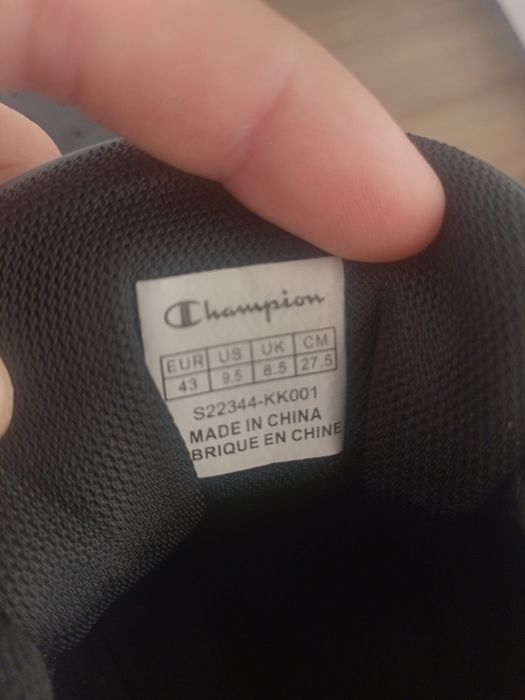 Champion
EUR US UK CM
43 9.5 8.5 27.5
S22344-KK001
MADE IN CHINA
BRIQUE EN CHINE